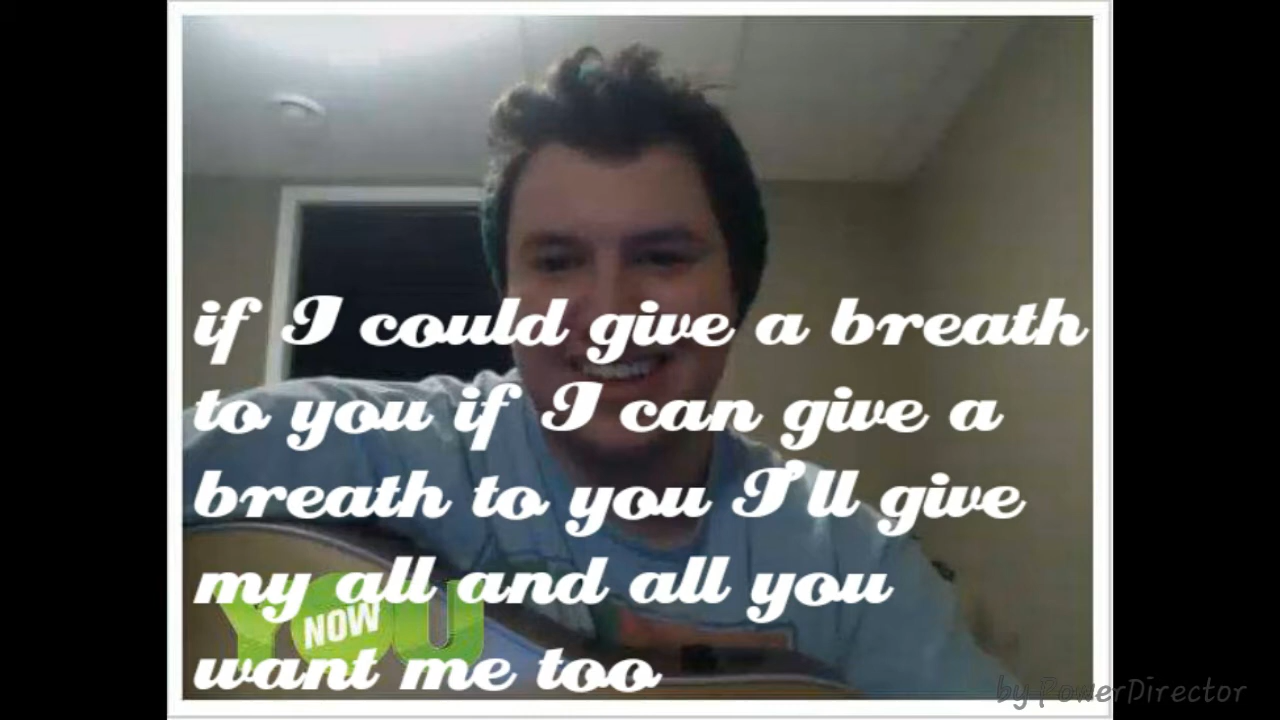 if I could give a breath
to you if I can give a
breath to you I'll give
my all and all you
want me too
YOU
NOW
by PowerDirector